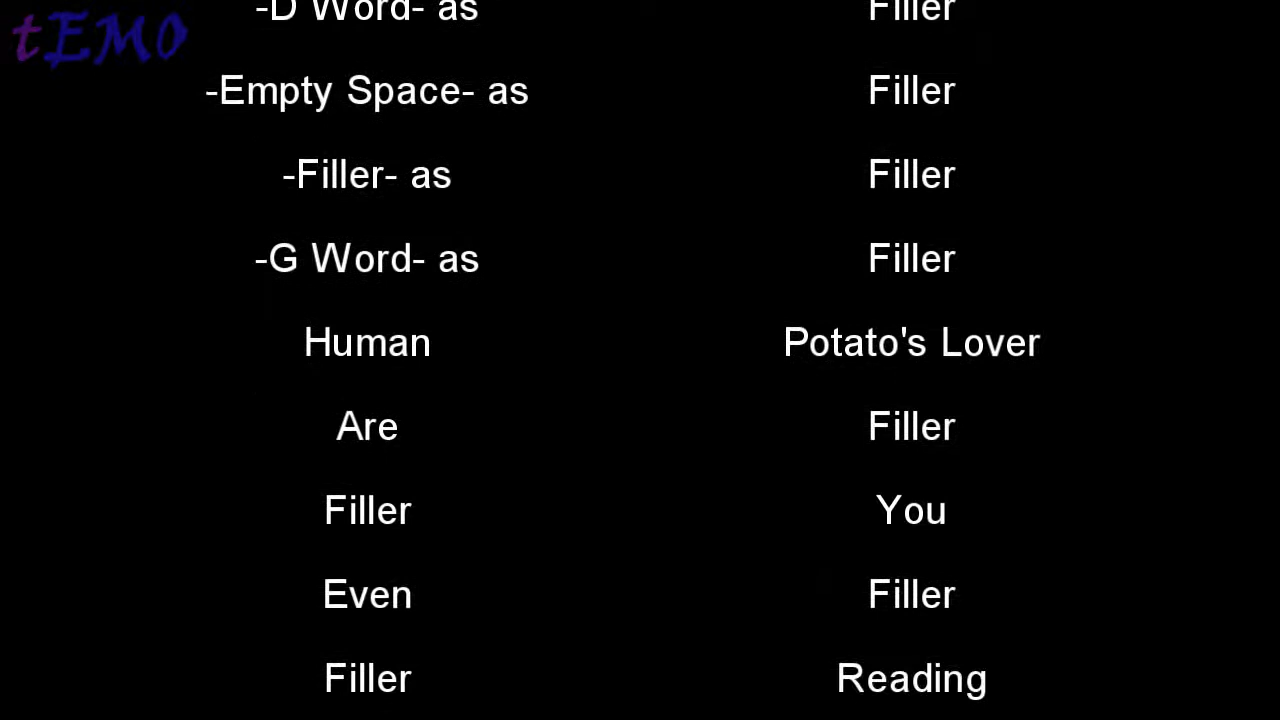 tEMO
-D Word- as Filler
-Empty Space- as Filler
-Filler- as Filler
-G Word- as Filler
Human Potato's Lover
Are Filler
Filler You
Even Filler
Filler Reading